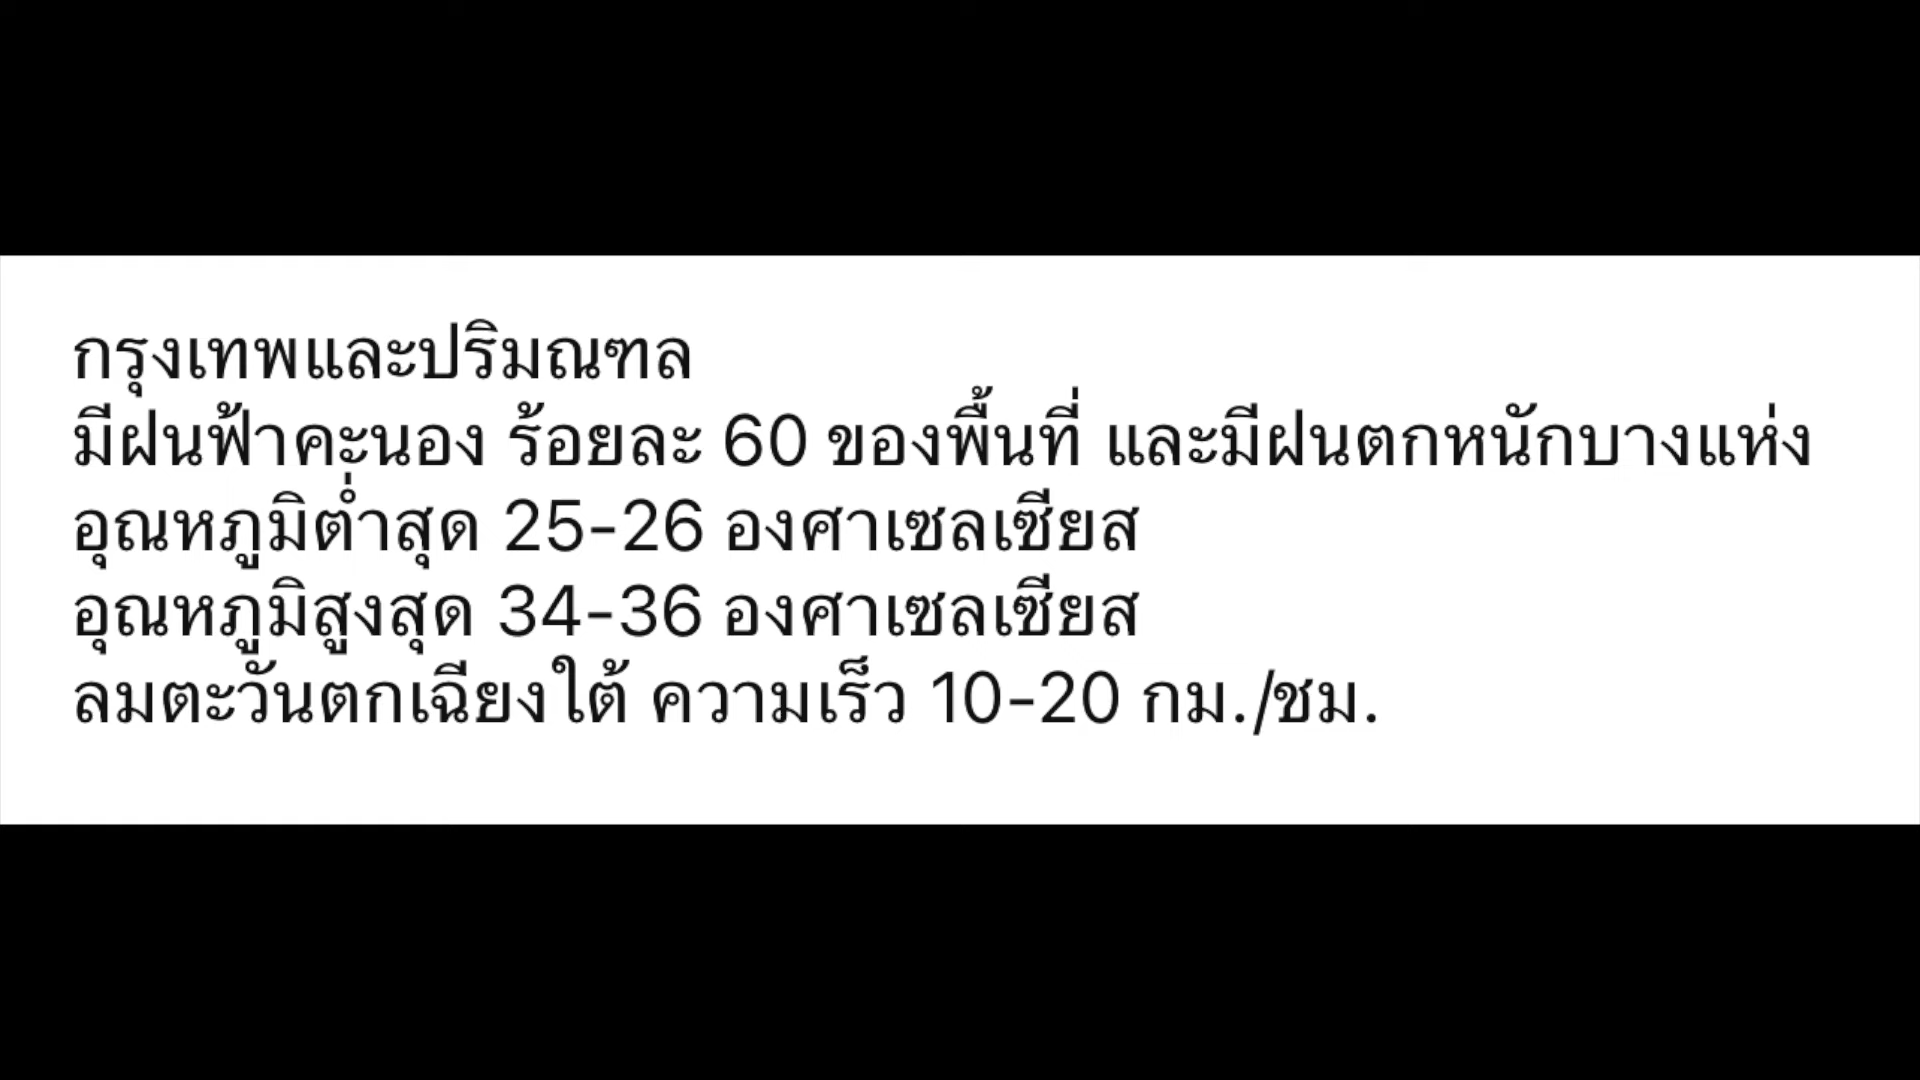 กรุงเทพและปริมณฑล
มีฝนฟ้าคะนอง ร้อยละ 60 ของพื้นที่ และมีฝนตกหนักบางแห่ง
อุณหภูมิต่ำสุด 25-26 องศาเซลเซียส
อุณหภูมิสูงสุด 34-36 องศาเซลเซียส
ลมตะวันตกเฉียงใต้ ความเร็ว 10-20 กม./ชม.